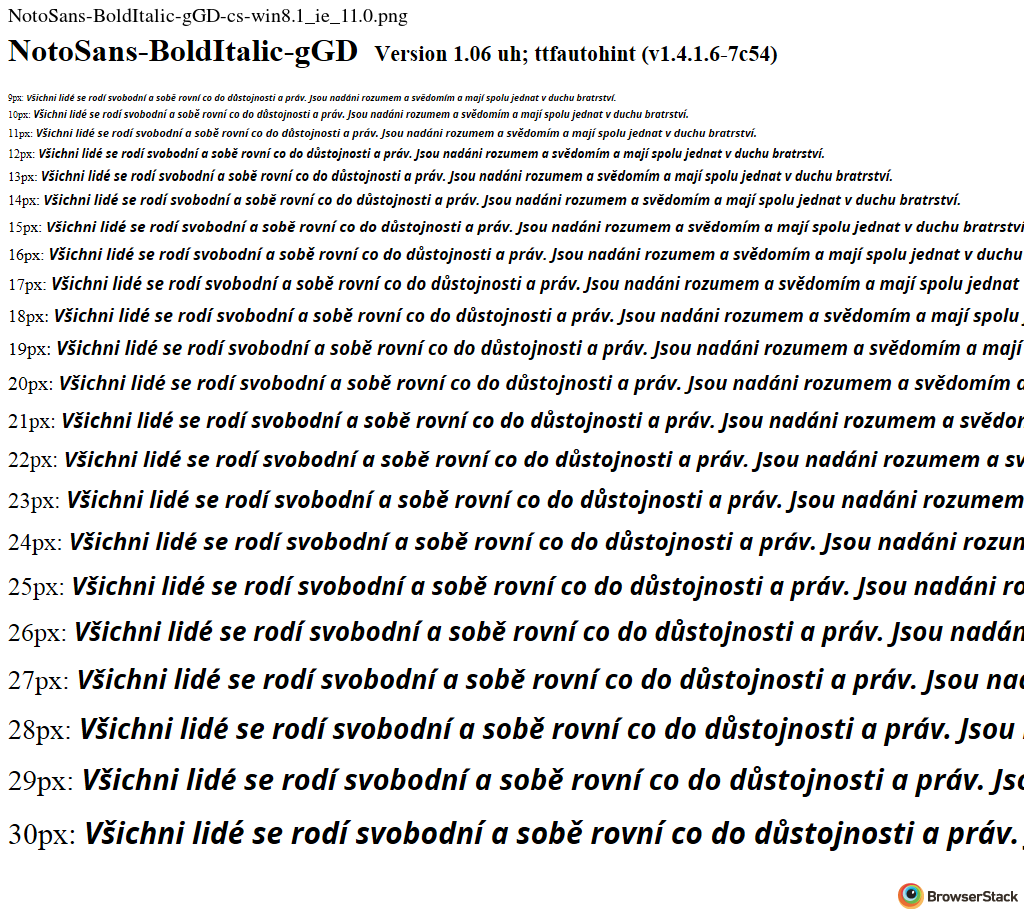 NotoSans-BoldItalic-gGD-cs-win8.1_ie_11.0.png
NotoSans-BoldItalic-gGD Version 1.06 uh; ttfautohint (v1.4.1.6-7c54)
9px: Všichni lidé se rodí svobodní a sobě rovní co do důstojnosti a práv. Jsou nadáni rozumem a svědomím a mají spolu jednat v duchu bratrství.
10px: Všichni lidé se rodí svobodní a sobě rovní co do důstojnosti a práv. Jsou nadáni rozumem a svědomím a mají spolu jednat v duchu bratrství.
11px: Všichni lidé se rodí svobodní a sobě rovní co do důstojnosti a práv. Jsou nadáni rozumem a svědomím a mají spolu jednat v duchu bratrství.
12px: Všichni lidé se rodí svobodní a sobě rovní co do důstojnosti a práv. Jsou nadáni rozumem a svědomím a mají spolu jednat v duchu bratrství.
13px: Všichni lidé se rodí svobodní a sobě rovní co do důstojnosti a práv. Jsou nadáni rozumem a svědomím a mají spolu jednat v duchu bratrství.
14px: Všichni lidé se rodí svobodní a sobě rovní co do důstojnosti a práv. Jsou nadáni rozumem a svědomím a mají spolu jednat v duchu bratrství.
15px: Všichni lidé se rodí svobodní a sobě rovní co do důstojnosti a práv. Jsou nadáni rozumem a svědomím a mají spolu jednat v duchu bratrství
16px: Všichni lidé se rodí svobodní a sobě rovní co do důstojnosti a práv. Jsou nadáni rozumem a svědomím a mají spolu jednat v duchu
17px: Všichni lidé se rodí svobodní a sobě rovní co do důstojnosti a práv. Jsou nadáni rozumem a svědomím a mají spolu jednat
18px: Všichni lidé se rodí svobodní a sobě rovní co do důstojnosti a práv. Jsou nadáni rozumem a svědomím a mají spolu
19px: Všichni lidé se rodí svobodní a sobě rovní co do důstojnosti a práv. Jsou nadáni rozumem a svědomím a mají
20px: Všichni lidé se rodí svobodní a sobě rovní co do důstojnosti a práv. Jsou nadáni rozumem a svědomím a
21px: Všichni lidé se rodí svobodní a sobě rovní co do důstojnosti a práv. Jsou nadáni rozumem a svědom
22px: Všichni lidé se rodí svobodní a sobě rovní co do důstojnosti a práv. Jsou nadáni rozumem a sv
23px: Všichni lidé se rodí svobodní a sobě rovní co do důstojnosti a práv. Jsou nadáni rozumem
24px: Všichni lidé se rodí svobodní a sobě rovní co do důstojnosti a práv. Jsou nadáni rozum
25px: Všichni lidé se rodí svobodní a sobě rovní co do důstojnosti a práv. Jsou nadáni ro
26px: Všichni lidé se rodí svobodní a sobě rovní co do důstojnosti a práv. Jsou nadán
27px: Všichni lidé se rodí svobodní a sobě rovní co do důstojnosti a práv. Jsou nad
28px: Všichni lidé se rodí svobodní a sobě rovní co do důstojnosti a práv. Jsou
29px: Všichni lidé se rodí svobodní a sobě rovní co do důstojnosti a práv. Jso
30px: Všichni lidé se rodí svobodní a sobě rovní co do důstojnosti a práv.
BrowserStack